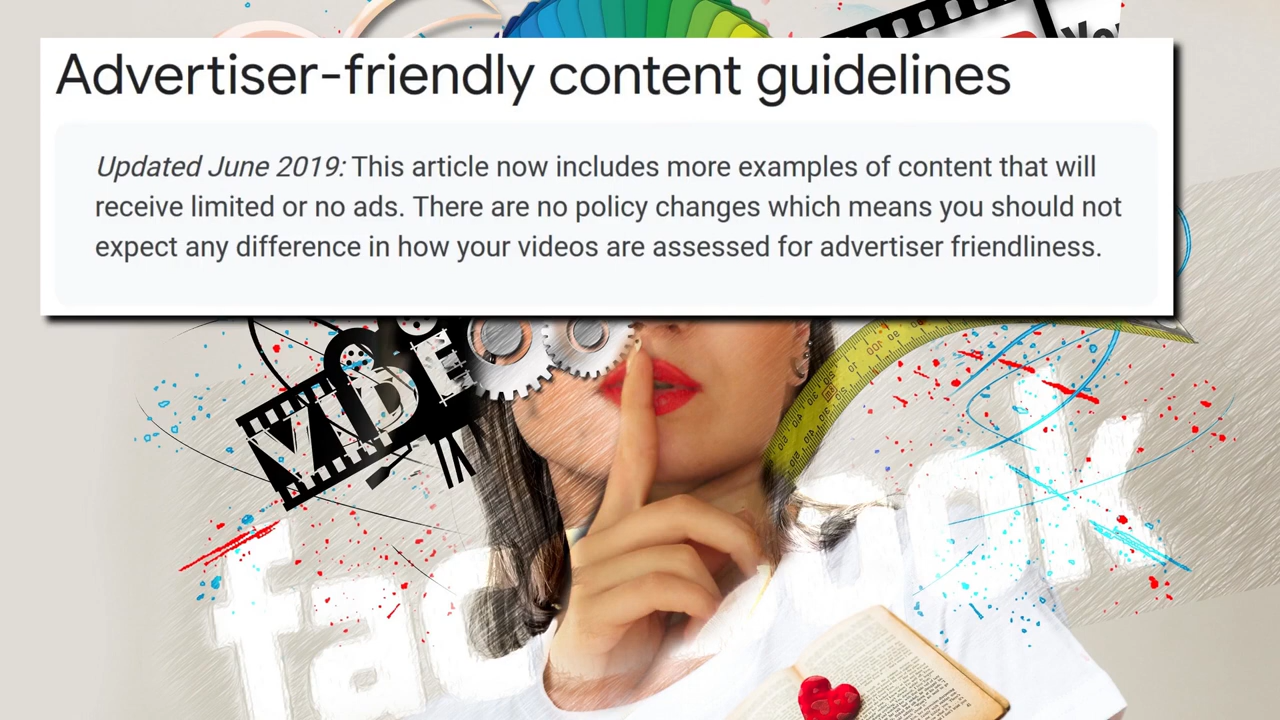 You
Advertiser-friendly content guidelines
Updated June 2019: This article now includes more examples of content that will
receive limited or no ads. There are no policy changes which means you should not
expect any difference in how your videos are assessed for advertiser friendliness.
VIDE